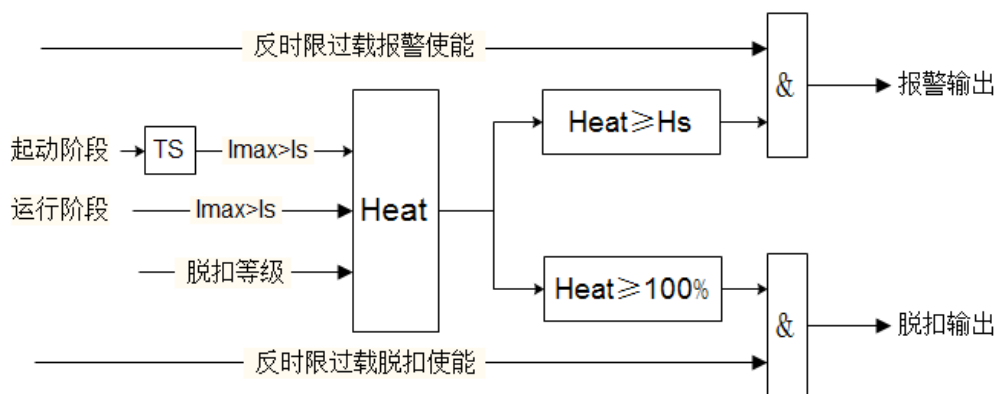 反时限过载报警使能
&
报警输出
Heat≥Hs
起动阶段
TS
Imax>Is
运行阶段
Imax>Is
Heat
脱扣等级
Heat≥100%
&
脱扣输出
反时限过载脱扣使能